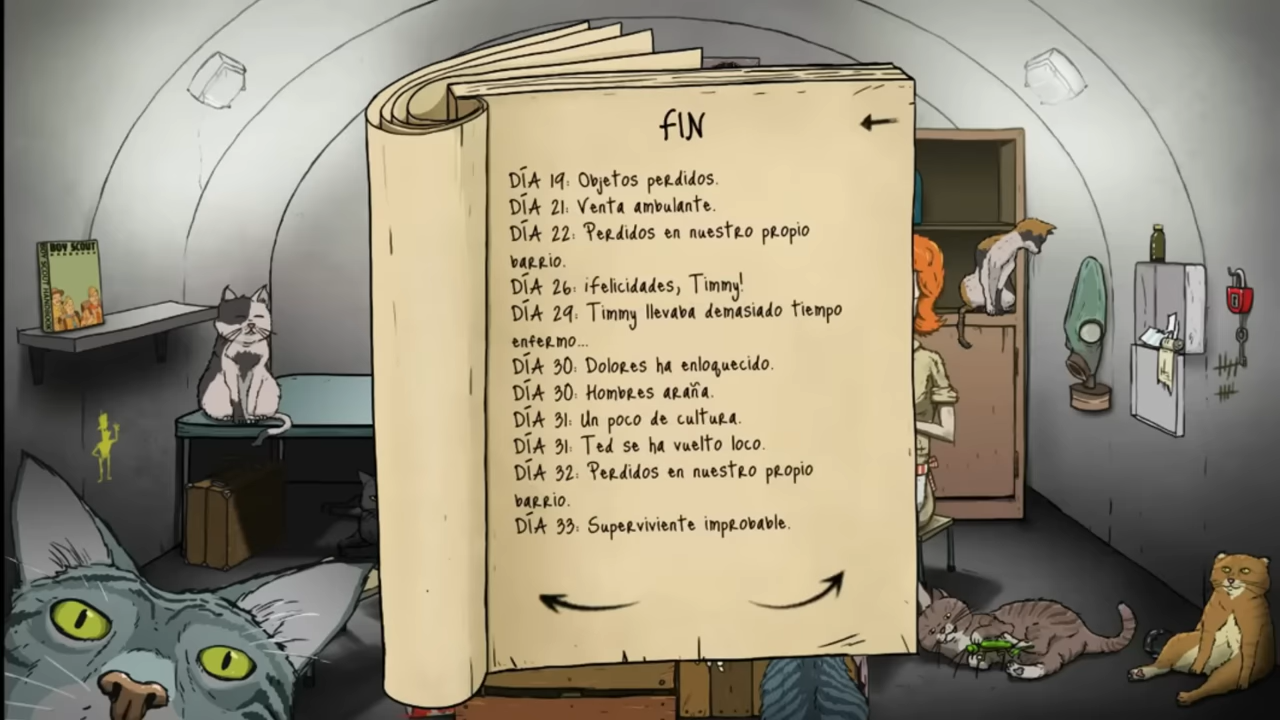 FIN
DÍA 19: Objetos perdidos.
DÍA 21: Venta ambulante.
DÍA 22: Perdidos en nuestro propio
barrio.
DÍA 26: ¡Felicidades, Timmy!
DÍA 29: Timmy llevaba demasiado tiempo
enfermo...
DÍA 30: Dolores ha enloquecido.
DÍA 30: Hombres araña.
DÍA 31: Un poco de cultura.
DÍA 31: Ted se ha vuelto loco.
DÍA 32: Perdidos en nuestro propio
barrio.
DÍA 33: Superviviente improbable.
BOY SCOUT
BOY SCOUT HANDBOOK